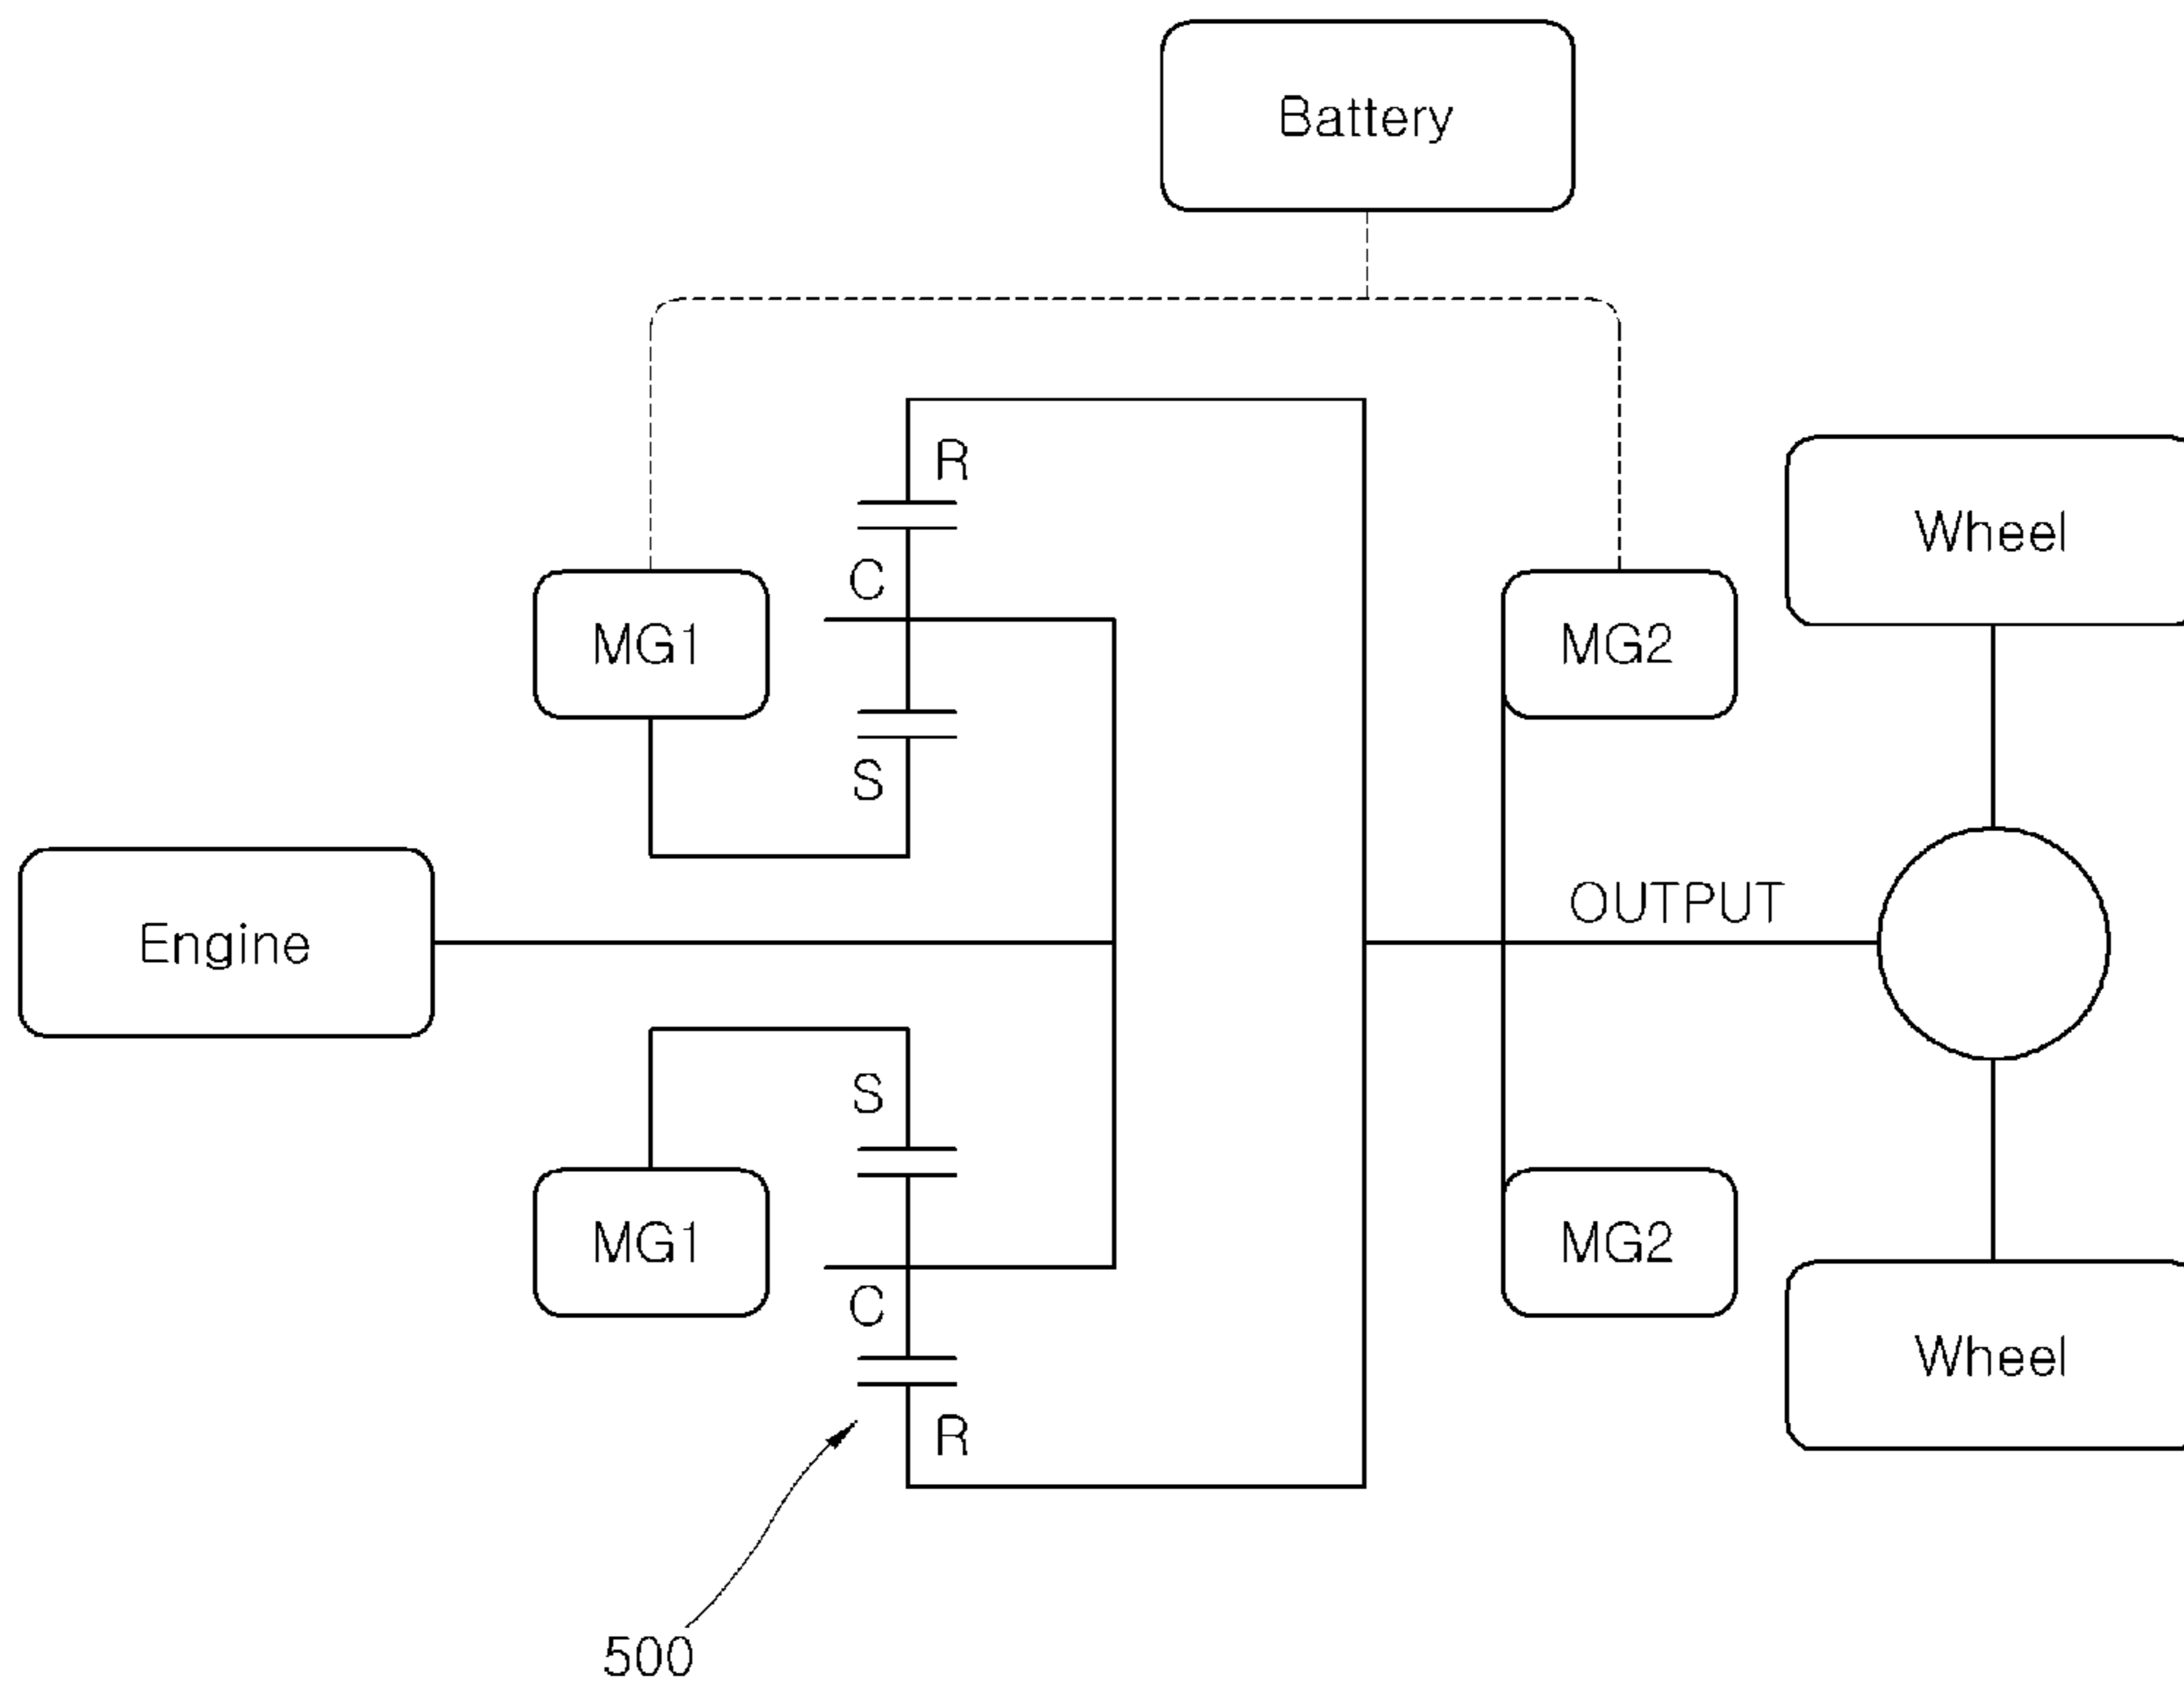 Battery
R
Wheel
C
MG1
MG2
S
OUTPUT
Engine
S
MG1
MG2
C
Wheel
R
500